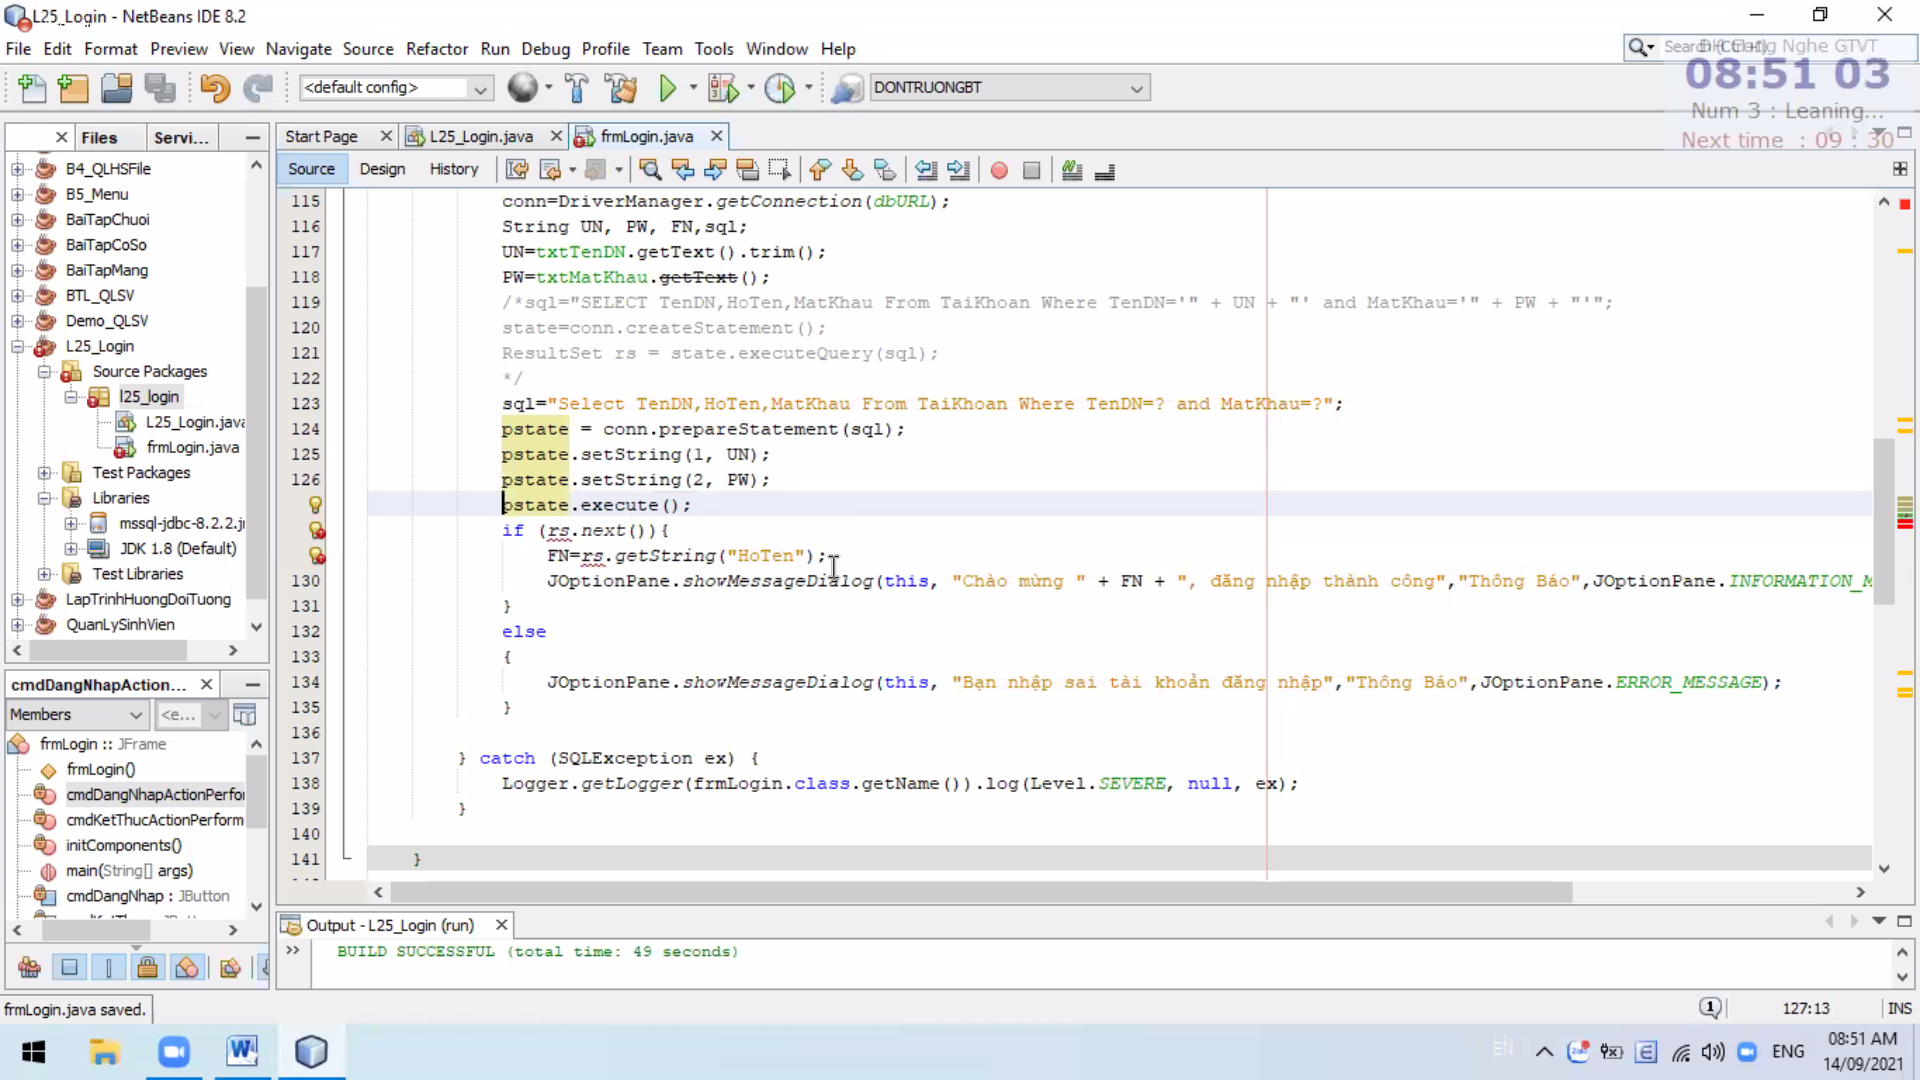 L25_Login - NetBeans IDE 8.2
File Edit Format Preview View Navigate Source Refactor Run Debug Profile Team Tools Window Help
Search (Ctrl+I)
Nghe GTVT
08:51 03
Num 3 : Leaning...
Next time : 09 : 30
<default config>
DONTRUONGBT
Files
Servi...
Start Page
L25_Login.java
frmLogin.java
Source
Design
History
B4_QLHSFile
B5_Menu
BaiTapChuoi
BaiTapCoSo
BaiTapMang
BTL_QLSV
Demo_QLSV
L25_Login
Source Packages
l25_login
L25_Login.java
frmLogin.java
Test Packages
Libraries
mssql-jdbc-8.2.2.j
JDK 1.8 (Default)
Test Libraries
LapTrinhHuongDoiTuong
QuanLySinhVien
115 conn=DriverManager.getConnection(dbURL);
116 String UN, PW, FN,sql;
117 UN=txtTenDN.getText().trim();
118 PW=txtMatKhau.getText();
119 /*sql="SELECT TenDN,HoTen,MatKhau From TaiKhoan Where TenDN='" + UN + "' and MatKhau='" + PW + "'";
120 state=conn.createStatement();
121 ResultSet rs = state.executeQuery(sql);
122 */
123 sql="Select TenDN,HoTen,MatKhau From TaiKhoan Where TenDN=? and MatKhau=?";
124 pstate = conn.prepareStatement(sql);
125 pstate.setString(1, UN);
126 pstate.setString(2, PW);
pstate.execute();
if (rs.next()){
FN=rs.getString("HoTen");
130 JOptionPane.showMessageDialog(this, "Chào mừng " + FN + ", đăng nhập thành công","Thông Báo",JOptionPane.INFORMATION_M
131 }
132 else
133 {
134 JOptionPane.showMessageDialog(this, "Bạn nhập sai tài khoản đăng nhập","Thông Báo",JOptionPane.ERROR_MESSAGE);
135 }
136
137 } catch (SQLException ex) {
138 Logger.getLogger(frmLogin.class.getName()).log(Level.SEVERE, null, ex);
139 }
140
141 }
cmdDangNhapAction...
Members
<e...
frmLogin :: JFrame
frmLogin()
cmdDangNhapActionPerfo
cmdKetThucActionPerform
initComponents()
main(String[] args)
cmdDangNhap : JButton
Output - L25_Login (run)
BUILD SUCCESSFUL (total time: 49 seconds)
frmLogin.java saved.
1
127:13
INS
ENG
08:51 AM
14/09/2021